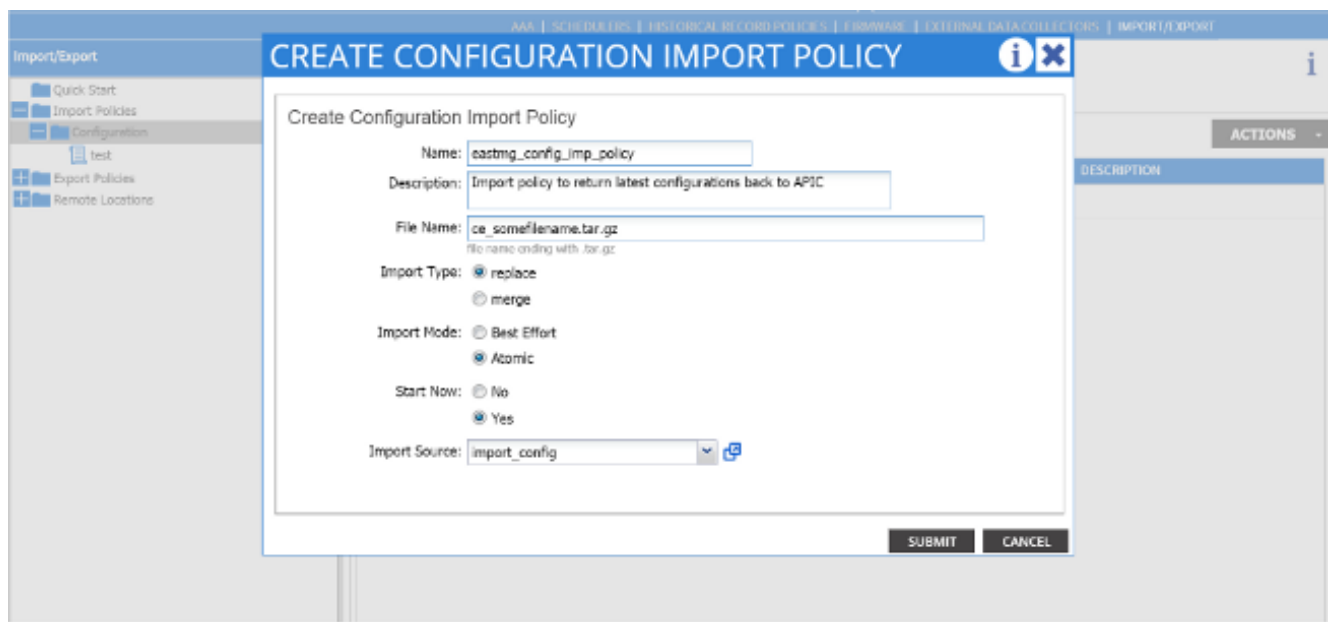 AAA | SCHEDULERS | HISTORICAL RECORD POLICIES | FIRMWARE | EXTERNAL DATA COLLECTORS | IMPORT/EXPORT
Import/Export
CREATE CONFIGURATION IMPORT POLICY
i
i
Quick Start
Import Policies
Configuration
test
Export Policies
Remote Locations
ACTIONS
DESCRIPTION
Create Configuration Import Policy
Name: eastmg_config_imp_policy
Description: Import policy to return latest configurations back to APIC
File Name: ce_somefilename.tar.gz
file name ending with .tar.gz
Import Type: replace
merge
Import Mode: Best Effort
Atomic
Start Now: No
Yes
Import Source: import_config
SUBMIT CANCEL